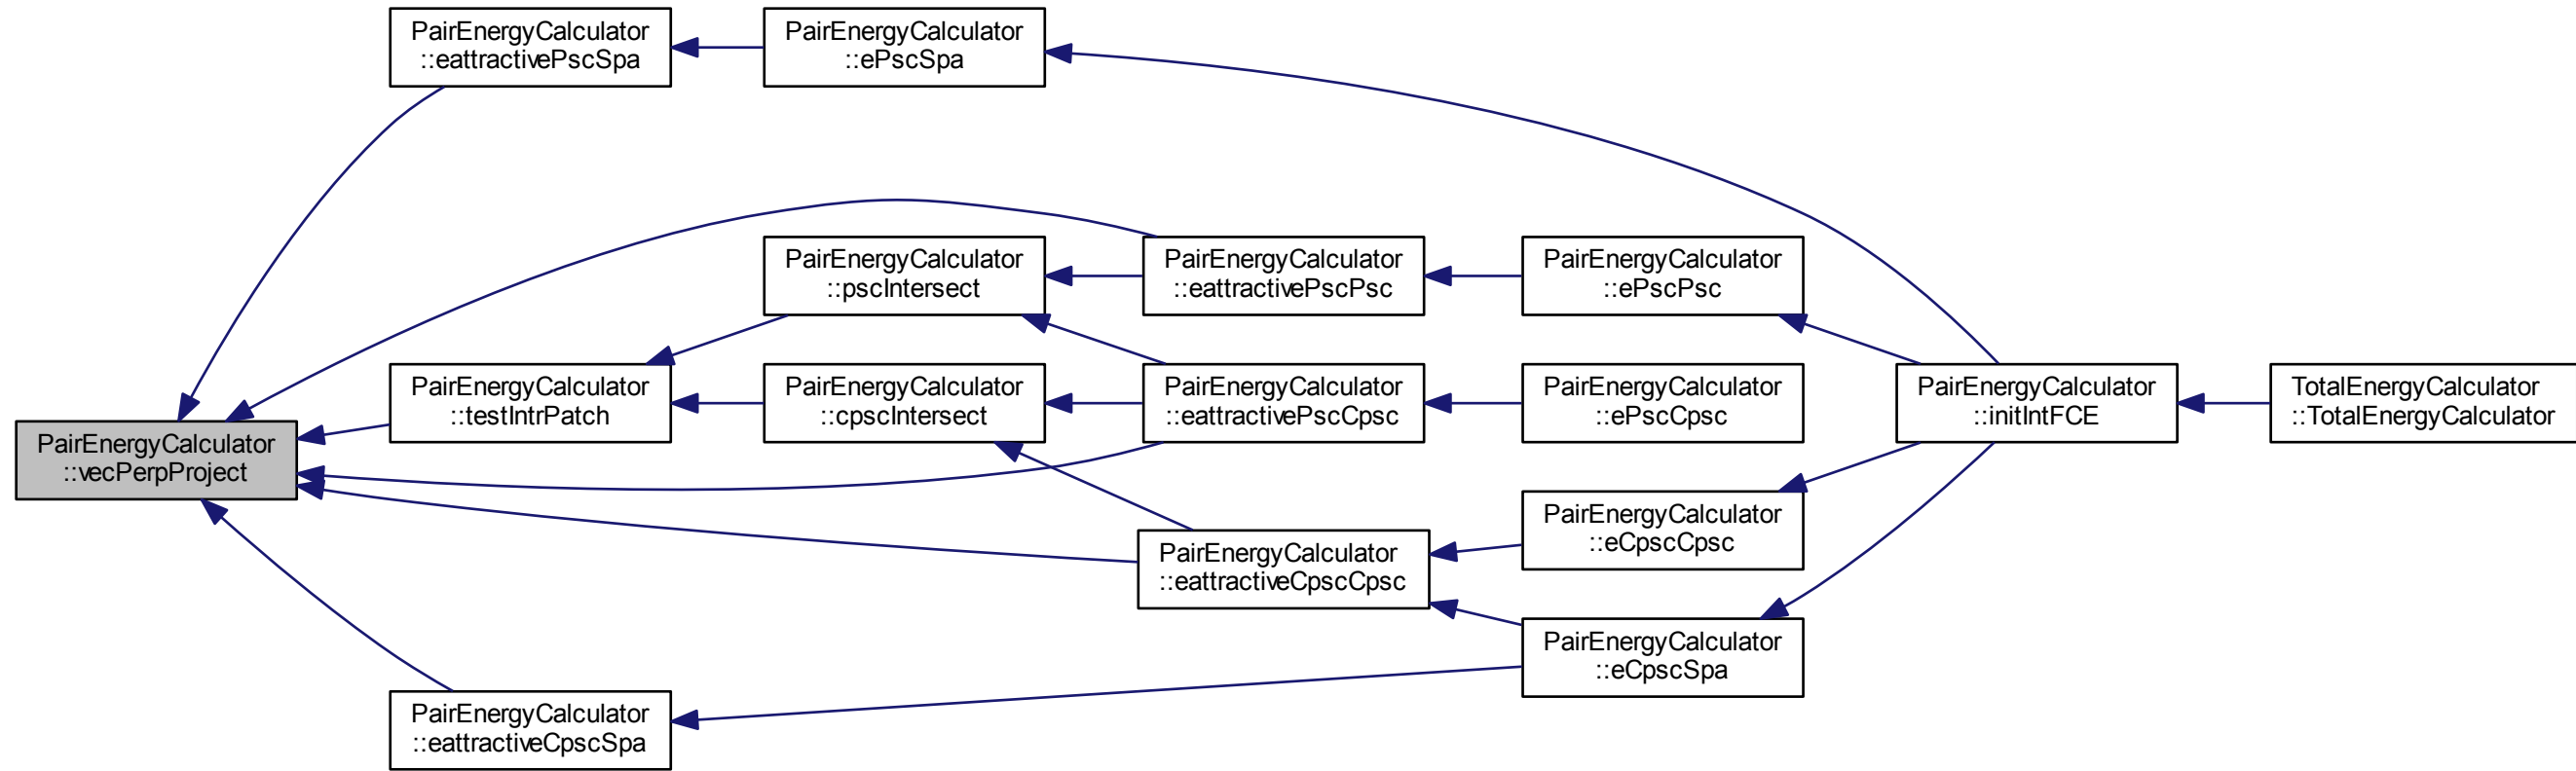 PairEnergyCalculator
::eattractivePscSpa
PairEnergyCalculator
::ePscSpa
PairEnergyCalculator
::pscIntersect
PairEnergyCalculator
::eattractivePscPsc
PairEnergyCalculator
::ePscPsc
PairEnergyCalculator
::testIntrPatch
PairEnergyCalculator
::cpscIntersect
PairEnergyCalculator
::eattractivePscCpsc
PairEnergyCalculator
::ePscCpsc
PairEnergyCalculator
::initIntFCE
TotalEnergyCalculator
::TotalEnergyCalculator
PairEnergyCalculator
::vecPerpProject
PairEnergyCalculator
::eCpscCpsc
PairEnergyCalculator
::eattractiveCpscCpsc
PairEnergyCalculator
::eCpscSpa
PairEnergyCalculator
::eattractiveCpscSpa